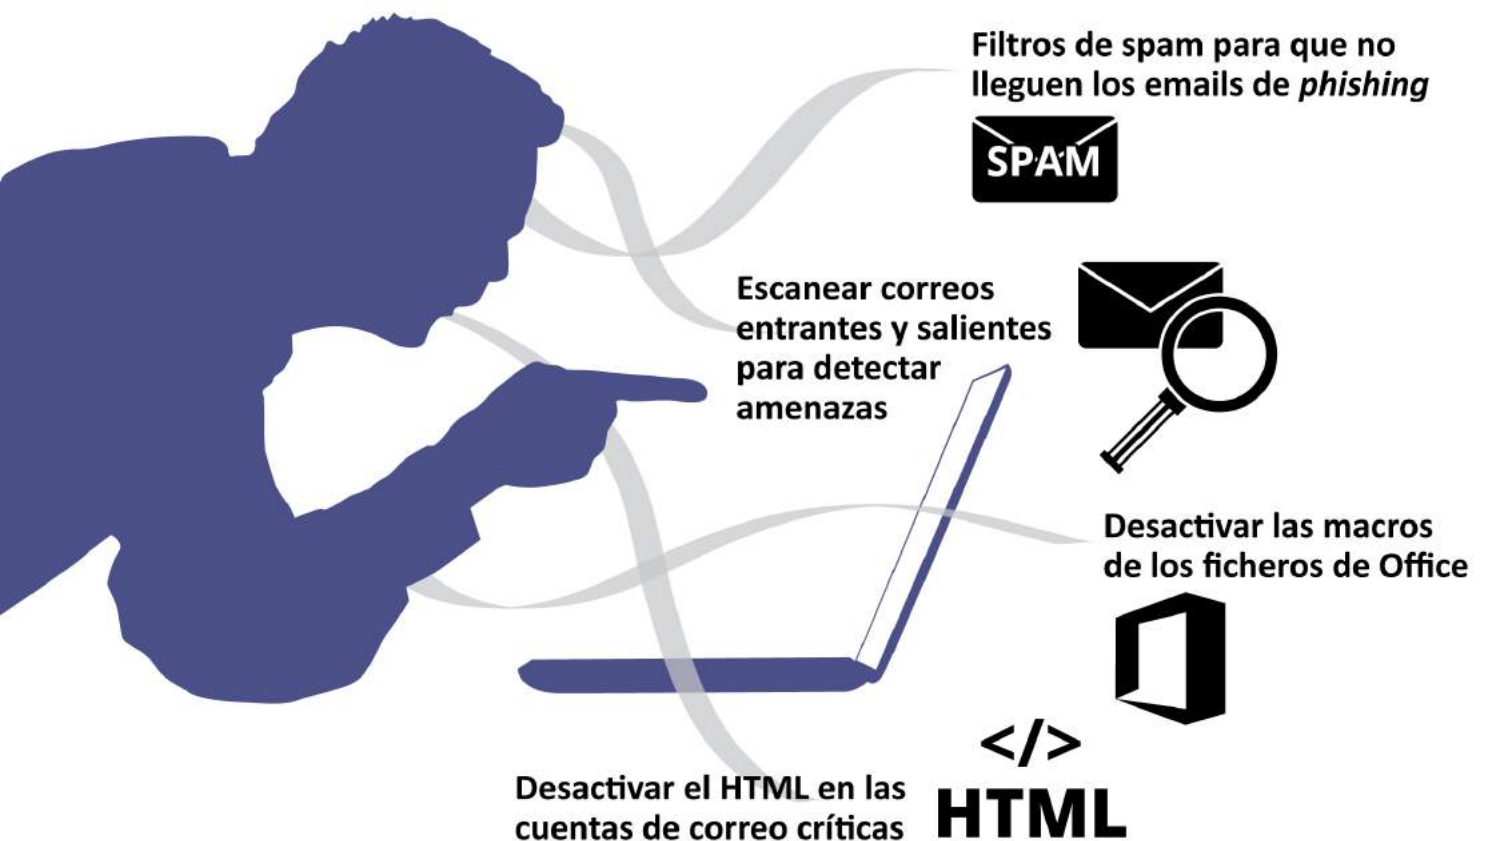 Filtros de spam para que no
lleguen los emails de phishing
SPAM
Escanear correos
entrantes y salientes
para detectar
amenazas
Desactivar las macros
de los ficheros de Office
</>
HTML
Desactivar el HTML en las
cuentas de correo críticas